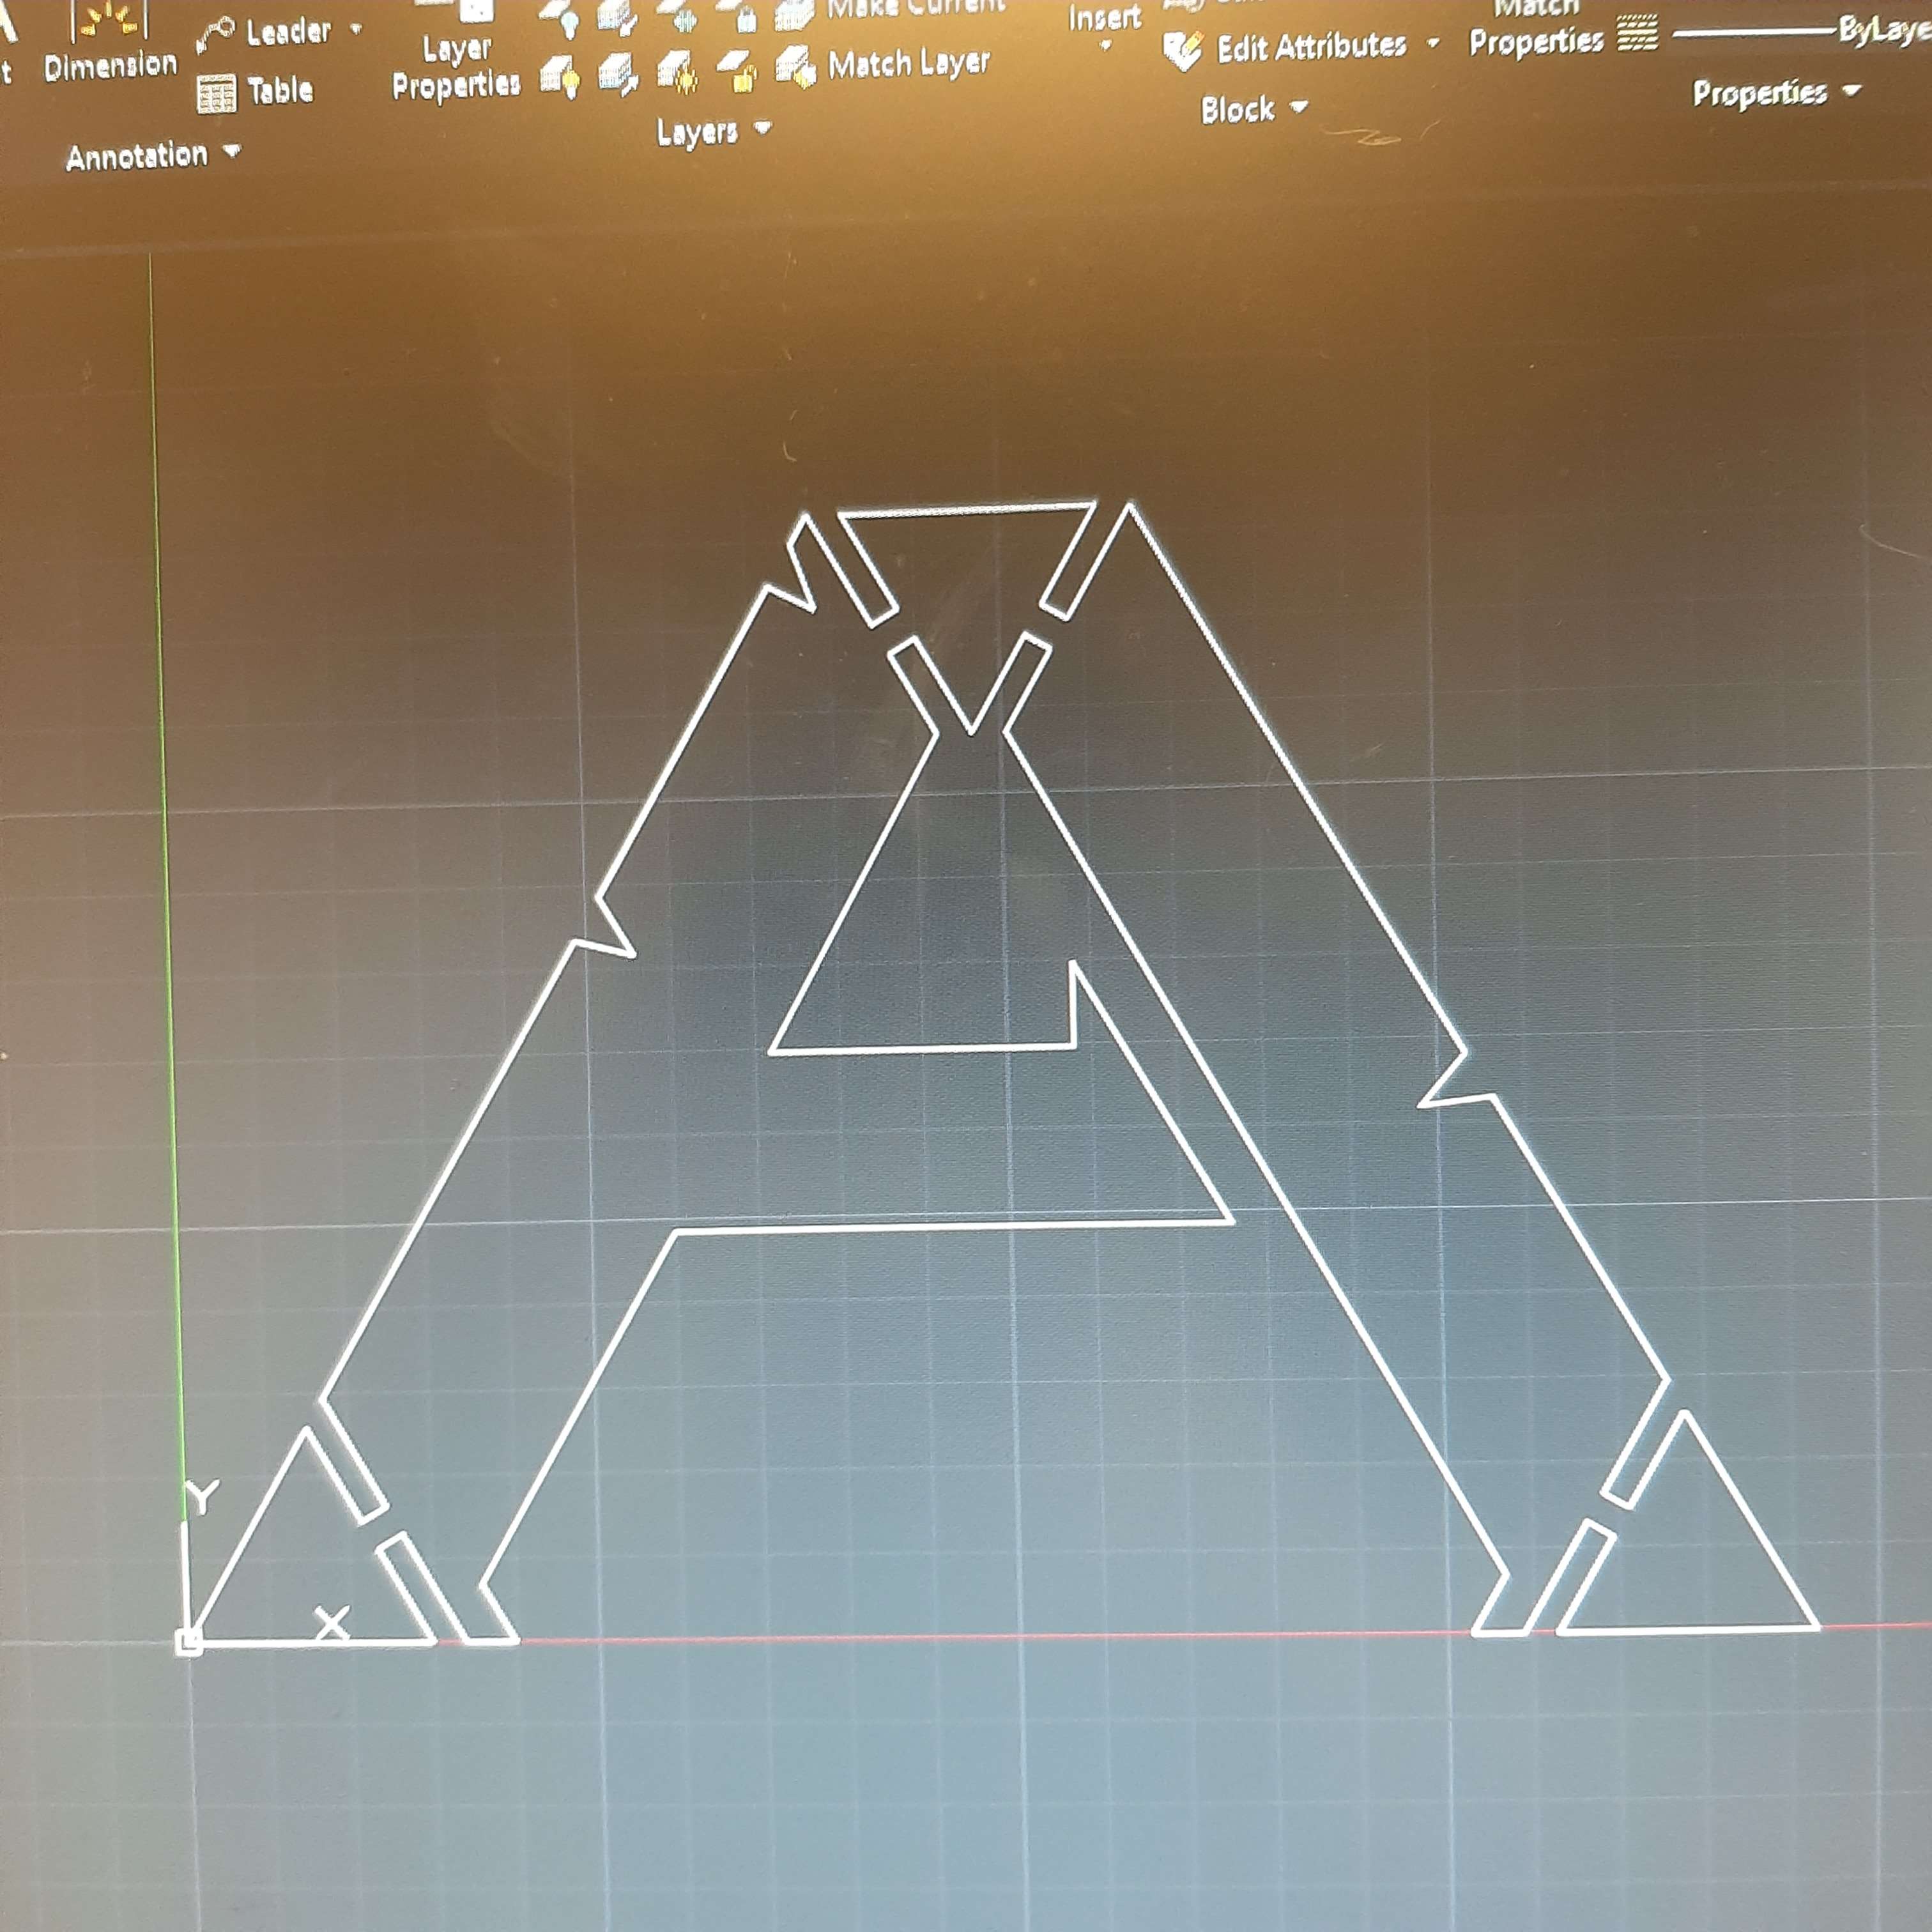 Make Current
Insert
Match
Leader
Layer
Edit Attributes
Properties
ByLaye
Dimension
Table
Properties
Match Layer
Block
Properties
Annotation
Layers
Y
X